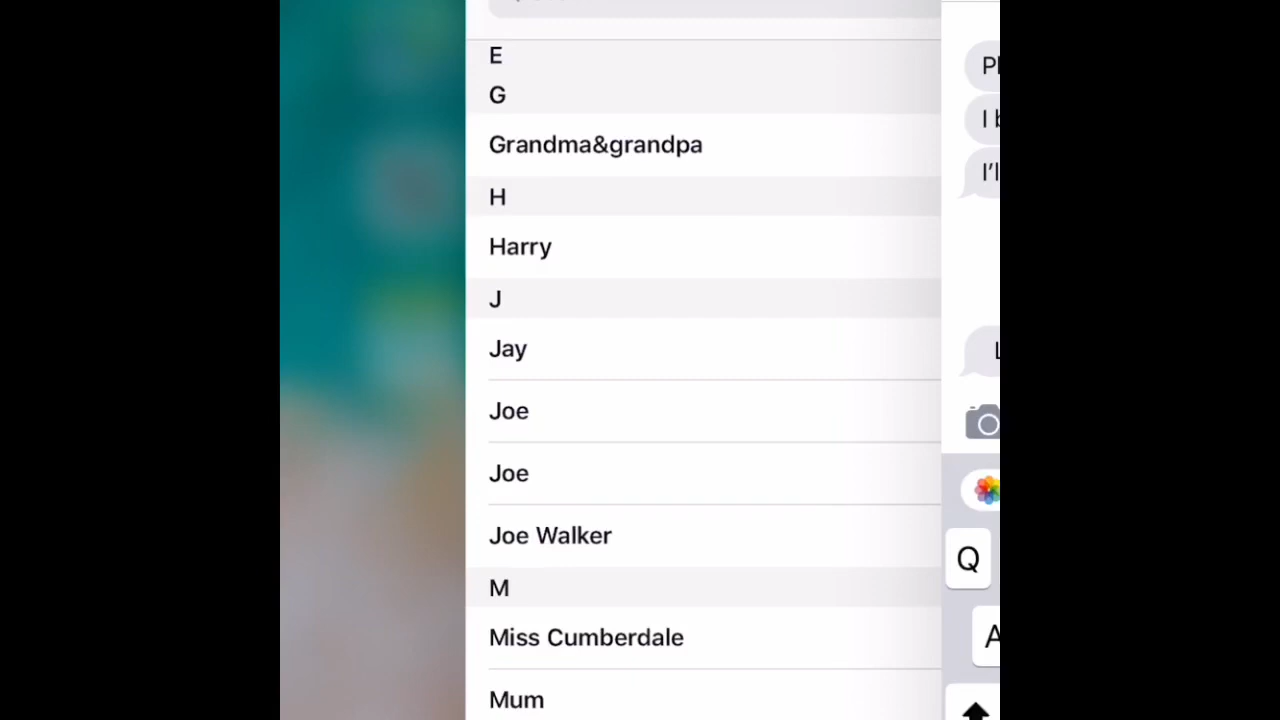 E
G
Grandma&grandpa
H
Harry
J
Jay
Joe
Joe
Joe Walker
M
Miss Cumberdale
Mum
I
I'l
Q
A